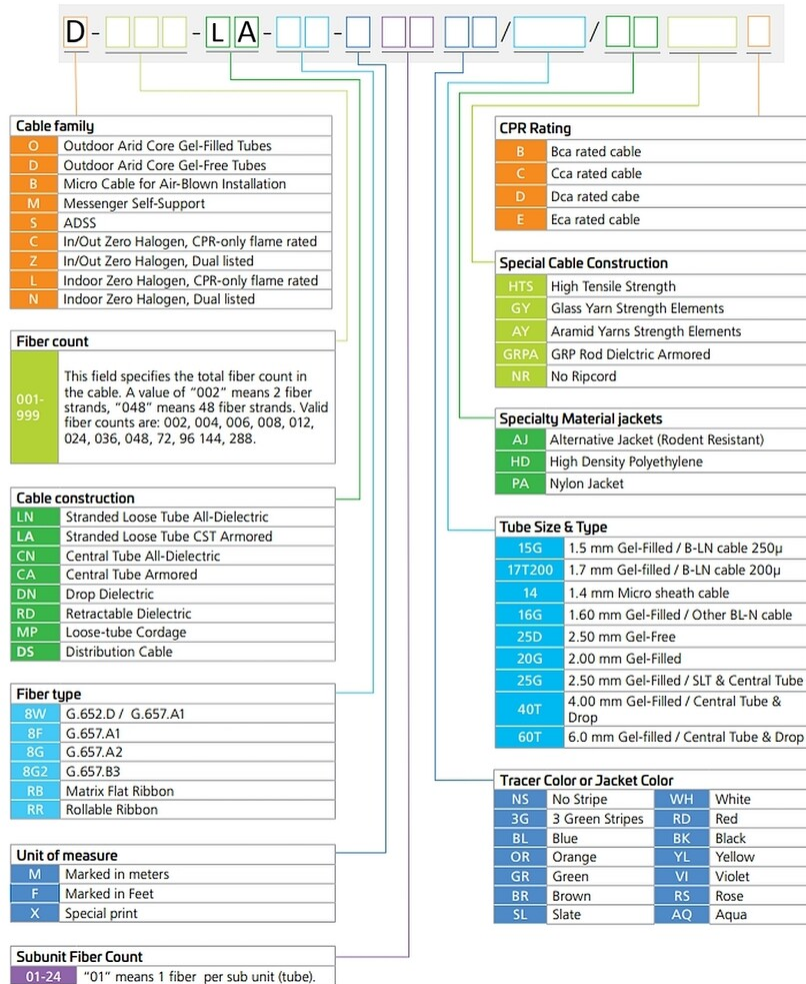 D - - LA - - / /
Cable family
O Outdoor Arid Core Gel-Filled Tubes
D Outdoor Arid Core Gel-Free Tubes
B Micro Cable for Air-Blown Installation
M Messenger Self-Support
S ADSS
C In/Out Zero Halogen, CPR-only flame rated
Z In/Out Zero Halogen, Dual listed
L Indoor Zero Halogen, CPR-only flame rated
N Indoor Zero Halogen, Dual listed
Fiber count
001-
999
This field specifies the total fiber count in
the cable. A value of “002” means 2 fiber
strands, “048” means 48 fiber strands. Valid
fiber counts are: 002, 004, 006, 008, 012,
024, 036, 048, 72, 96 144, 288.
Cable construction
LN Stranded Loose Tube All-Dielectric
LA Stranded Loose Tube CST Armored
CN Central Tube All-Dielectric
CA Central Tube Armored
DN Drop Dielectric
RD Retractable Dielectric
MP Loose-tube Cordage
DS Distribution Cable
Fiber type
8W G.652.D / G.657.A1
8F G.657.A1
8G G.657.A2
8G2 G.657.B3
RB Matrix Flat Ribbon
RR Rollable Ribbon
Unit of measure
M Marked in meters
F Marked in Feet
X Special print
Subunit Fiber Count
01-24 “01” means 1 fiber per sub unit (tube).
CPR Rating
B Bca rated cable
C Cca rated cable
D Dca rated cabe
E Eca rated cable
Special Cable Construction
HTS High Tensile Strength
GY Glass Yarn Strength Elements
AY Aramid Yarns Strength Elements
GRPA GRP Rod Dielctric Armored
NR No Ripcord
Specialty Material jackets
AJ Alternative Jacket (Rodent Resistant)
HD High Density Polyethylene
PA Nylon Jacket
Tube Size & Type
15G 1.5 mm Gel-Filled / B-LN cable 250µ
17T200 1.7 mm Gel-filled / B-LN cable 200µ
14 1.4 mm Micro sheath cable
16G 1.60 mm Gel-Filled / Other BL-N cable
25D 2.50 mm Gel-Free
20G 2.00 mm Gel-Filled
25G 2.50 mm Gel-Filled / SLT & Central Tube
40T 4.00 mm Gel-Filled / Central Tube &
Drop
60T 6.0 mm Gel-filled / Central Tube & Drop
Tracer Color or Jacket Color
NS No Stripe WH White
3G 3 Green Stripes RD Red
BL Blue BK Black
OR Orange YL Yellow
GR Green VI Violet
BR Brown RS Rose
SL Slate AQ Aqua